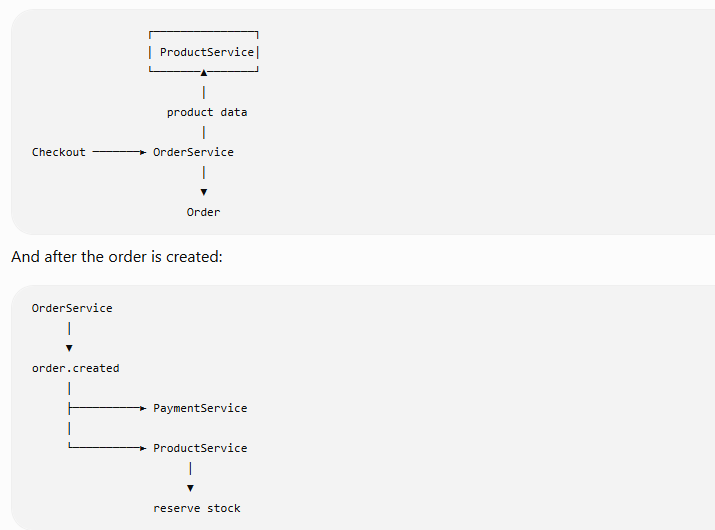 ProductService
product data
Checkout OrderService
Order
And after the order is created:
OrderService
order.created
PaymentService
ProductService
reserve stock